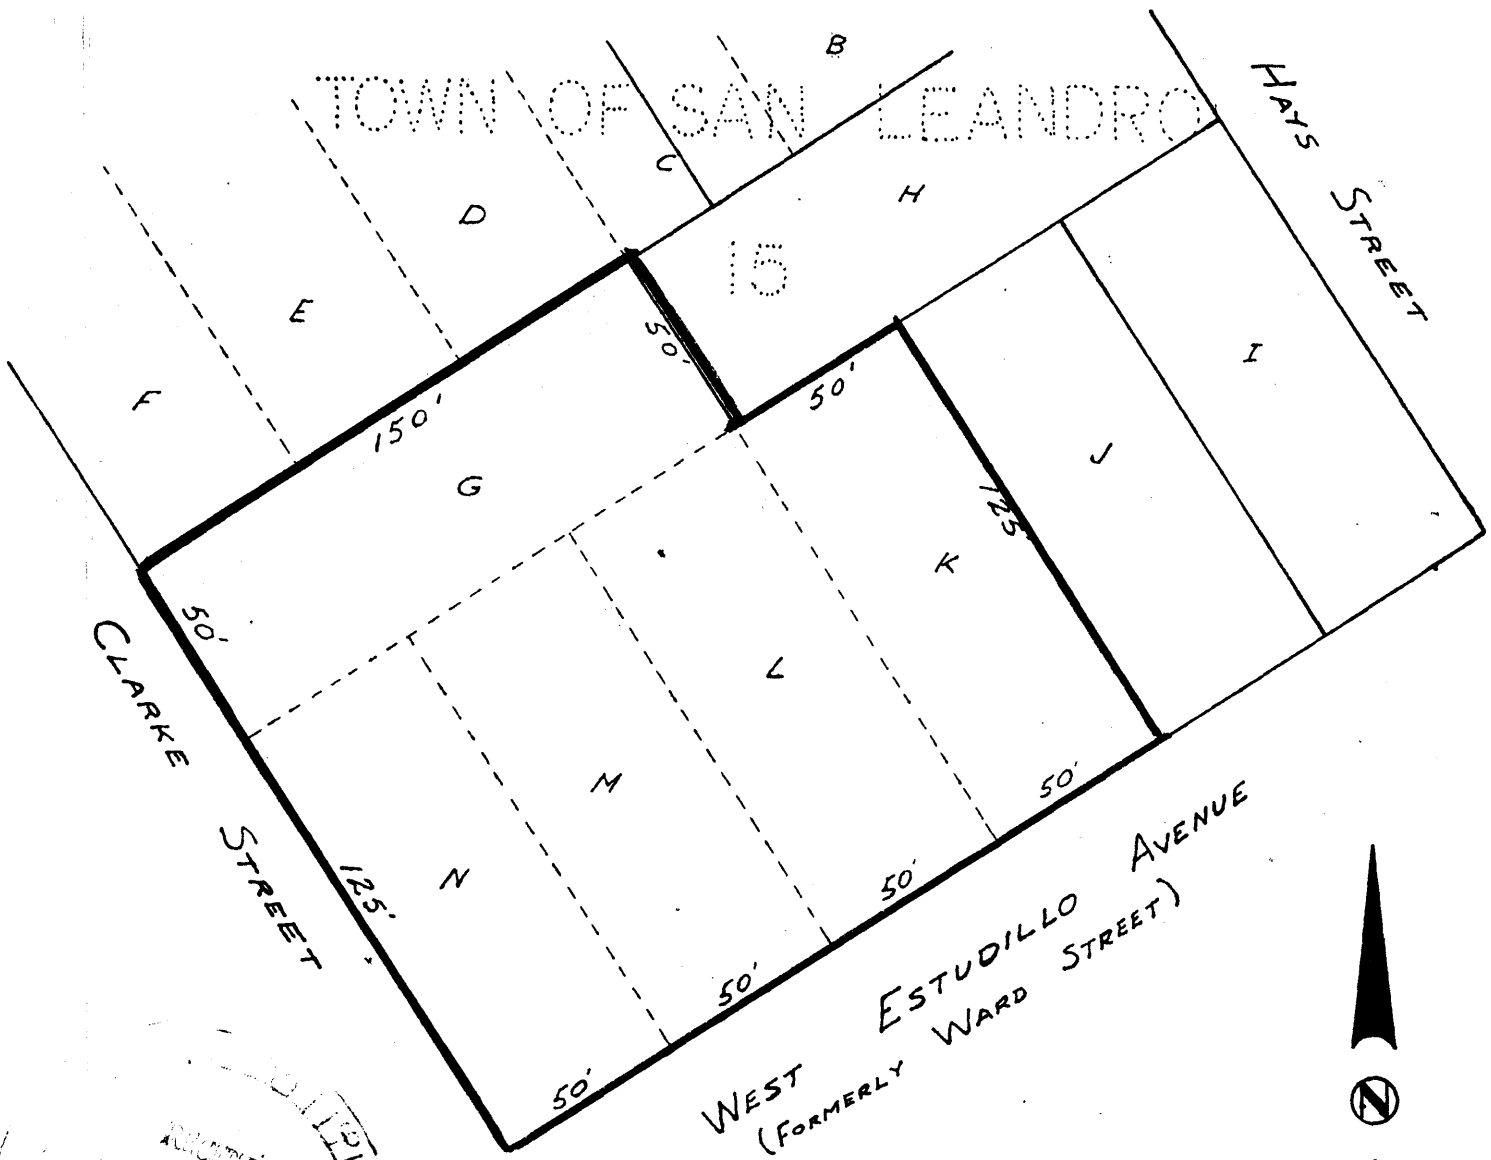 B
TOWN OF SAN LEANDRO
HAYS STREET
C
D
H
15
E
50'
F
150'
50'
I
G
J
125'
K
50'
CLARKE STREET
L
M
N
125'
50'
50'
50'
50'
WEST ESTUDILLO AVENUE
(FORMERLY WARD STREET)
N